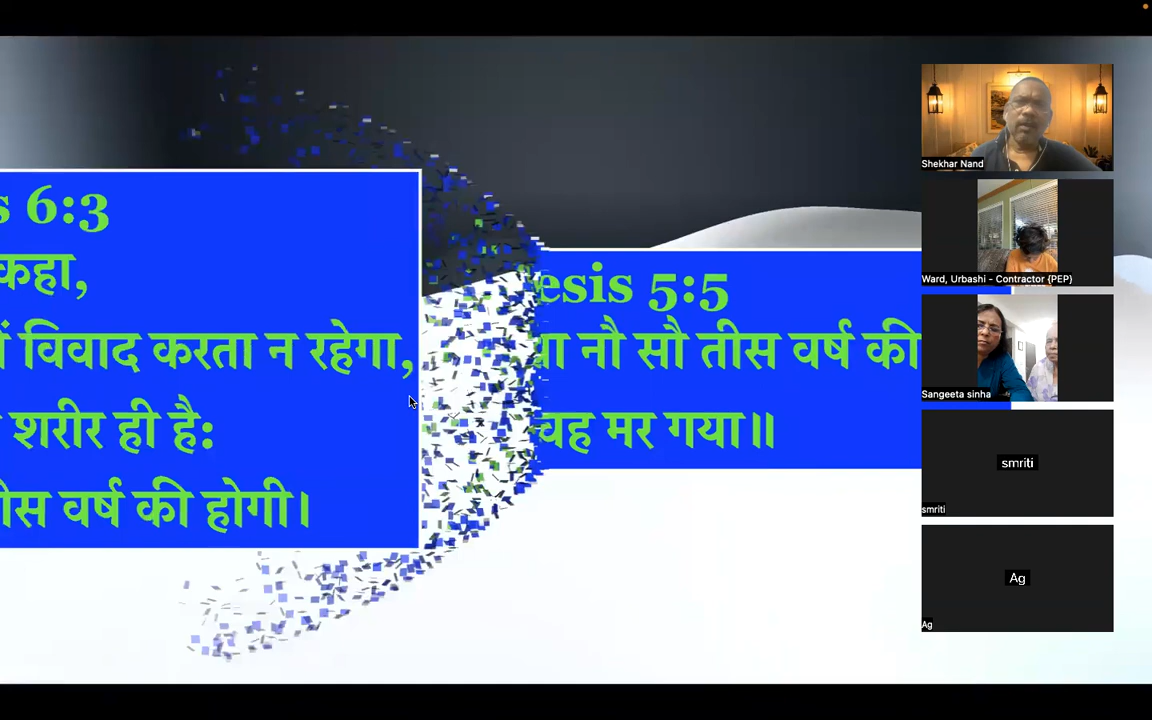 6:3
कहा,
विवाद करता न रहेगा,
शरीर ही है:
वर्ष की होगी।
5:5
नौ सौ तीस वर्ष की
वह मर गया॥
Shekhar Nand
Ward, Urbashi - Contractor {PEP}
Sangeeta sinha
smriti
smriti
Ag
Ag